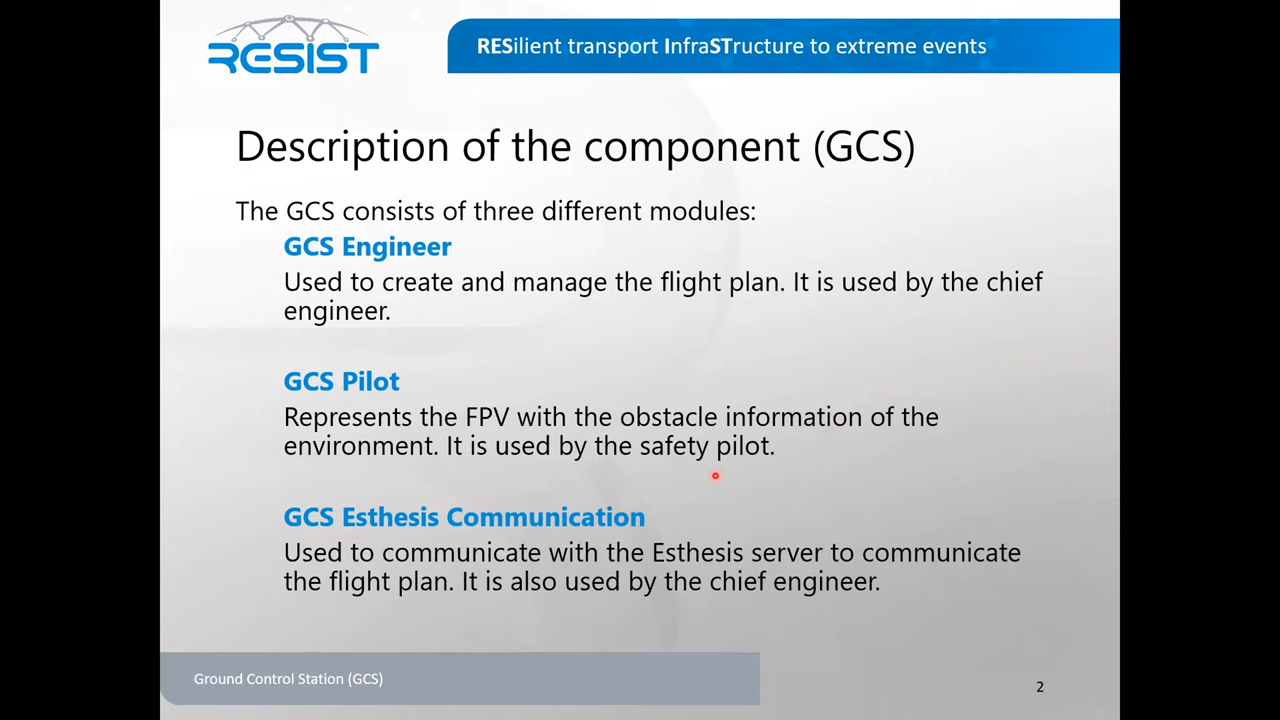 RESIST
RESilient transport InfraSTructure to extreme events
Description of the component (GCS)
The GCS consists of three different modules:
GCS Engineer
Used to create and manage the flight plan. It is used by the chief
engineer.
GCS Pilot
Represents the FPV with the obstacle information of the
environment. It is used by the safety pilot.
GCS Esthesis Communication
Used to communicate with the Esthesis server to communicate
the flight plan. It is also used by the chief engineer.
Ground Control Station (GCS)
2